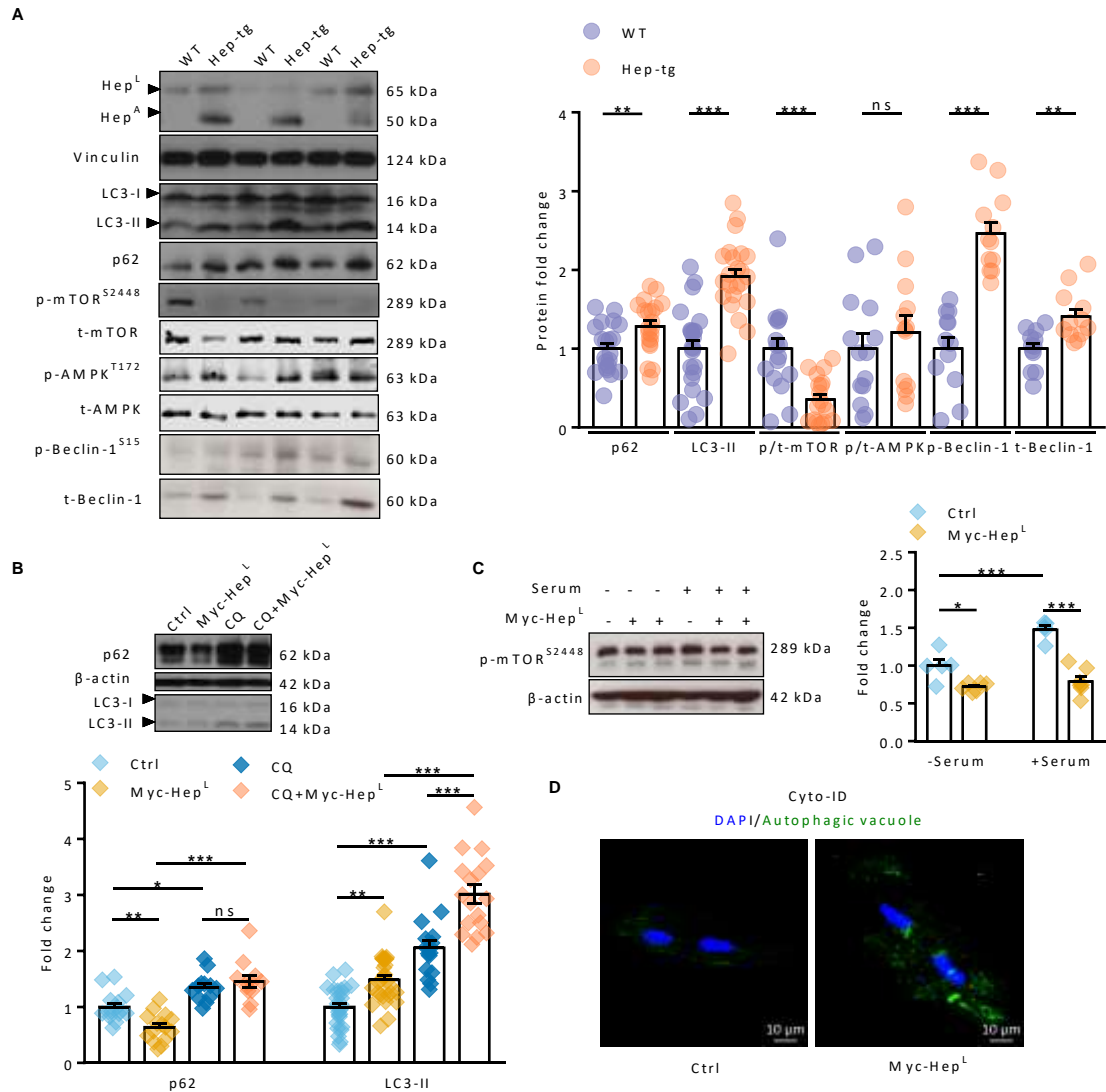 A
WT Hep-tg WT Hep-tg WT Hep-tg
Hep^L 65 kDa
Hep^A 50 kDa
Vinculin 124 kDa
LC3-I 16 kDa
LC3-II 14 kDa
p62 62 kDa
p-mTOR^S2448 289 kDa
t-mTOR 289 kDa
p-AMPK^T172 63 kDa
t-AMPK 63 kDa
p-Beclin-1^S15 60 kDa
t-Beclin-1 60 kDa
WT
Hep-tg
** *** *** ns *** **
Protein fold change
4
3
2
1
0
p62 LC3-II p/t-mTOR p/t-AMPK p-Beclin-1 t-Beclin-1
B
Ctrl Myc-Hep^L CQ CQ+Myc-Hep^L
p62 62 kDa
β-actin 42 kDa
LC3-I 16 kDa
LC3-II 14 kDa
Ctrl CQ
Myc-Hep^L CQ+Myc-Hep^L
Fold change
5
4
3
2
1
0
*** * ** ns
*** *** *** **
p62 LC3-II
C
Serum - - - + + +
Myc-Hep^L - + + - + +
p-mTOR^S2448 289 kDa
β-actin 42 kDa
Ctrl
Myc-Hep^L
Fold change
2.0
1.5
1.0
0.5
0.0
***
* ***
-Serum +Serum
D
Cyto-ID
DAPI/Autophagic vacuole
10 µm 10 µm
Ctrl Myc-Hep^L